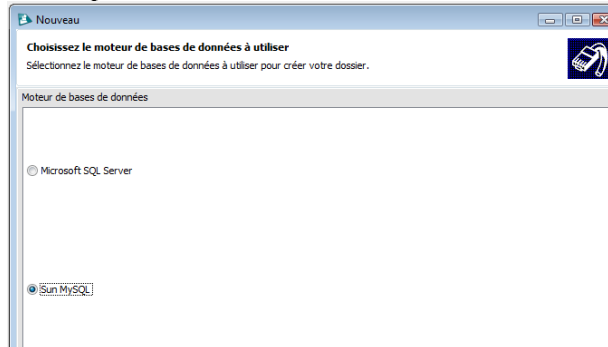 Nouveau
Choisissez le moteur de bases de données à utiliser
Sélectionnez le moteur de bases de données à utiliser pour créer votre dossier.
Moteur de bases de données
Microsoft SQL Server
Sun MySQL